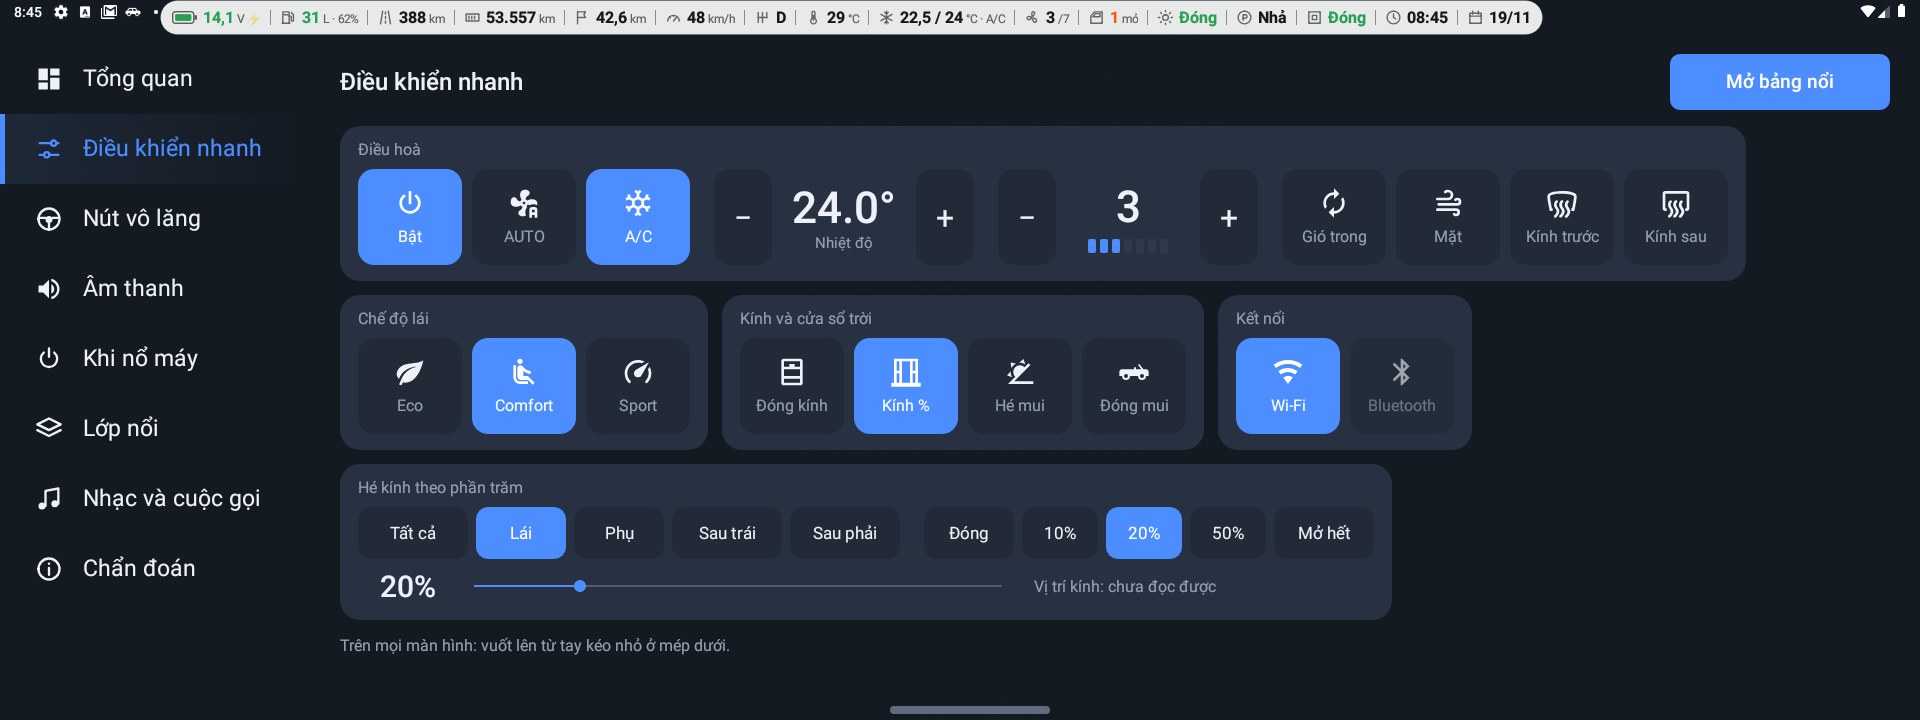 8:45 14,1 V 31 L · 62% 388 km 53.557 km 42,6 km 48 km/h D 29 °C 22,5 / 24 °C · A/C 3 /7 1 mở Đóng Nhả Đóng 08:45 19/11
Tổng quan
Điều khiển nhanh
Nút vô lăng
Âm thanh
Khi nổ máy
Lớp nổi
Nhạc và cuộc gọi
Chẩn đoán
Điều khiển nhanh
Mở bảng nổi
Điều hoà
Bật AUTO A/C
− 24.0° +
Nhiệt độ
− 3 +
Gió trong Mặt Kính trước Kính sau
Chế độ lái
Eco Comfort Sport
Kính và cửa sổ trời
Đóng kính Kính % Hé mui Đóng mui
Kết nối
Wi-Fi Bluetooth
Hé kính theo phần trăm
Tất cả Lái Phụ Sau trái Sau phải Đóng 10% 20% 50% Mở hết
20% Vị trí kính: chưa đọc được
Trên mọi màn hình: vuốt lên từ tay kéo nhỏ ở mép dưới.